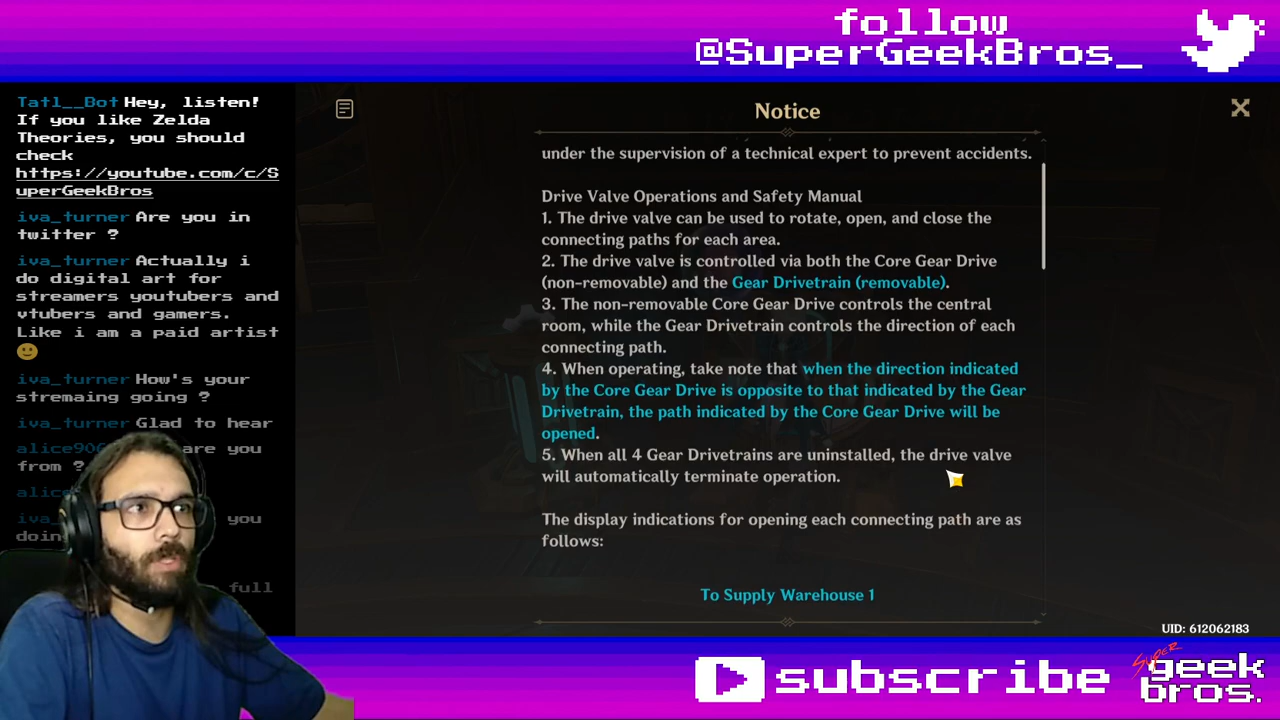 follow
@SuperGeekBros_
Tatl__Bot Hey, listen!
If you like Zelda
Theories, you should
check
https://youtube.com/c/S
uperGeekBros
iva_turner Are you in
twitter ?
iva_turner Actually i
do digital art for
streamers youtubers and
vtubers and gamers.
Like i am a paid artist
iva_turner How's your
stremaing going ?
iva_turner Glad to hear
are you
from ?
you
full
Notice
under the supervision of a technical expert to prevent accidents.
Drive Valve Operations and Safety Manual
1. The drive valve can be used to rotate, open, and close the
connecting paths for each area.
2. The drive valve is controlled via both the Core Gear Drive
(non-removable) and the Gear Drivetrain (removable).
3. The non-removable Core Gear Drive controls the central
room, while the Gear Drivetrain controls the direction of each
connecting path.
4. When operating, take note that when the direction indicated
by the Core Gear Drive is opposite to that indicated by the Gear
Drivetrain, the path indicated by the Core Gear Drive will be
opened.
5. When all 4 Gear Drivetrains are uninstalled, the drive valve
will automatically terminate operation.
The display indications for opening each connecting path are as
follows:
To Supply Warehouse 1
UID: 612062183
subscribe
SUPER
geek
bros.